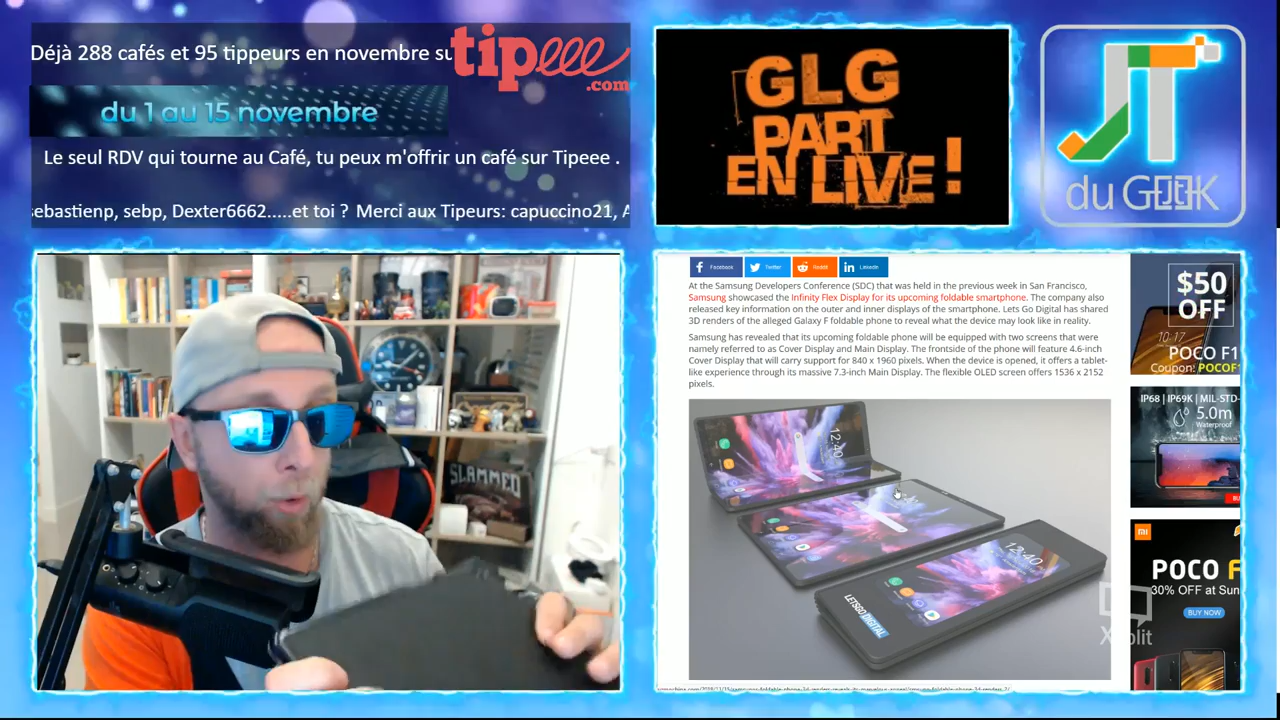 Déjà 288 cafés et 95 tippeurs en novembre su
tipeee
.com
du 1 au 15 novembre
Le seul RDV qui tourne au Café, tu peux m'offrir un café sur Tipeee .
sebastienp, sebp, Dexter6662.....et toi ? Merci aux Tipeurs: capuccino21, A
GLG
PART
EN LIVE !
JT
du GEEK
Facebook
Twitter
Reddit
LinkedIn
At the Samsung Developers Conference (SDC) that was held in the previous week in San Francisco,
Samsung showcased the Infinity Flex Display for its upcoming foldable smartphone. The company also
released key information on the outer and inner displays of the smartphone. Lets Go Digital has shared
3D renders of the alleged Galaxy F foldable phone to reveal what the device may look like in reality.
Samsung has revealed that its upcoming foldable phone will be equipped with two screens that were
namely referred to as Cover Display and Main Display. The frontside of the phone will feature 4.6-inch
Cover Display that will carry support for 840 x 1960 pixels. When the device is opened, it offers a tablet-
like experience through its massive 7.3-inch Main Display. The flexible OLED screen offers 1536 x 2152
pixels.
12:40
12:40
LETSGODIGITAL
$50
OFF
10:17
POCO F1
Coupon: POCOF1
IP68 | IP69K | MIL-STD-
5.0m
Waterproof
mi
POCO F
30% OFF at Sun
BUY NOW
SLAMMED